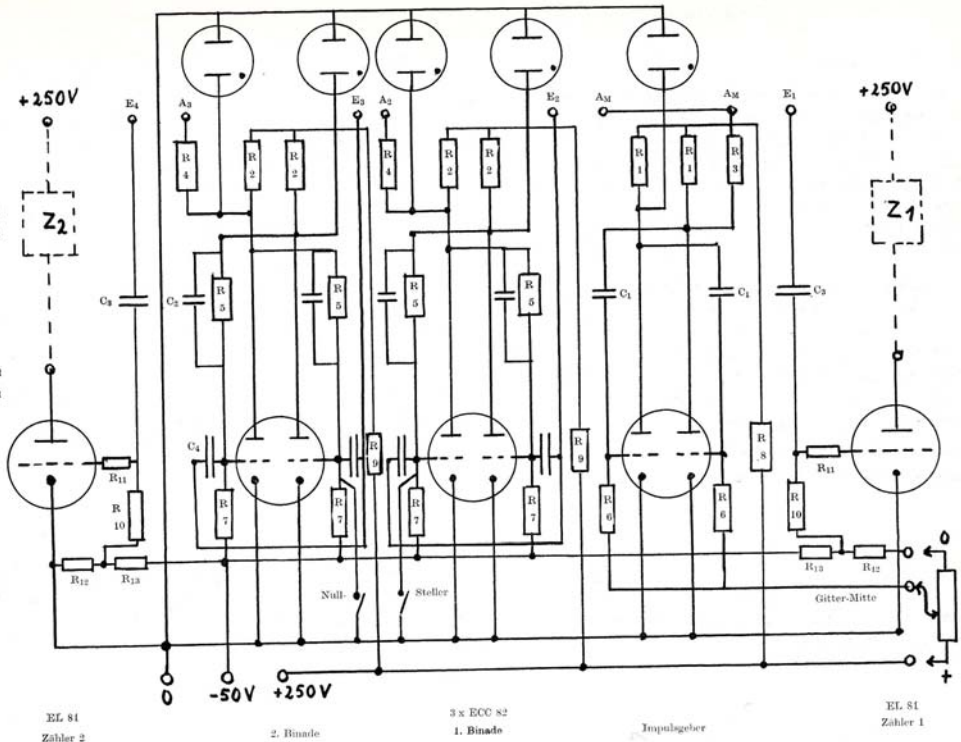 +250V
E4
A3
E3
A2
E2
AM
AM
E1
+250V
R 4
R 2
R 2
R 4
R 2
R 2
R 1
R 1
R 3
Z2
Z1
C3
C2
R 5
R 5
R 5
R 5
C1
C1
C3
C4
R 9
R 9
R 8
R11
R11
R 10
R 7
R 7
R 7
R 7
R 6
R 6
R 10
R12
R13
R13
R12
0
Null-
Steller
Gitter-Mitte
+
0
-50V
+250V
EL 81
Zähler 2
2. Binade
3 x ECC 82
1. Binade
Impulsgeber
EL 81
Zähler 1